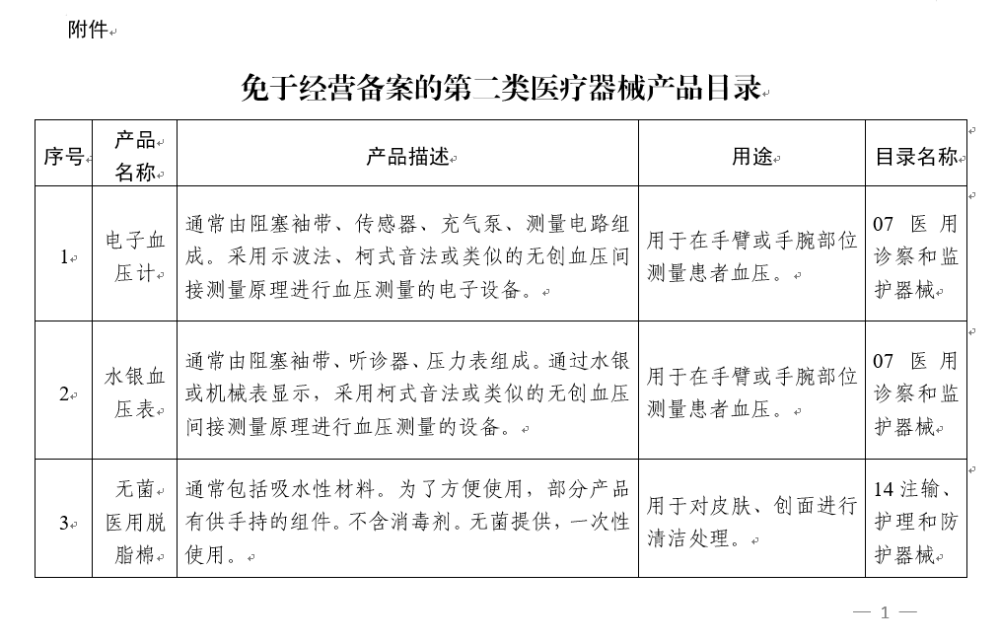 附件
免于经营备案的第二类医疗器械产品目录
序号
产品
名称
产品描述
用途
目录名称
1
电子血
压计
通常由阻塞袖带、传感器、充气泵、测量电路组
成。采用示波法、柯式音法或类似的无创血压间
接测量原理进行血压测量的电子设备。
用于在手臂或手腕部位
测量患者血压。
07 医用
诊察和监
护器械
2
水银血
压表
通常由阻塞袖带、听诊器、压力表组成。通过水银
或机械表显示，采用柯式音法或类似的无创血压
间接测量原理进行血压测量的设备。
用于在手臂或手腕部位
测量患者血压。
07 医用
诊察和监
护器械
3
无菌
医用脱
脂棉
通常包括吸水性材料。为了方便使用，部分产品
有供手持的组件。不含消毒剂。无菌提供，一次性
使用。
用于对皮肤、创面进行
清洁处理。
14 注输、
护理和防
护器械
— 1 —